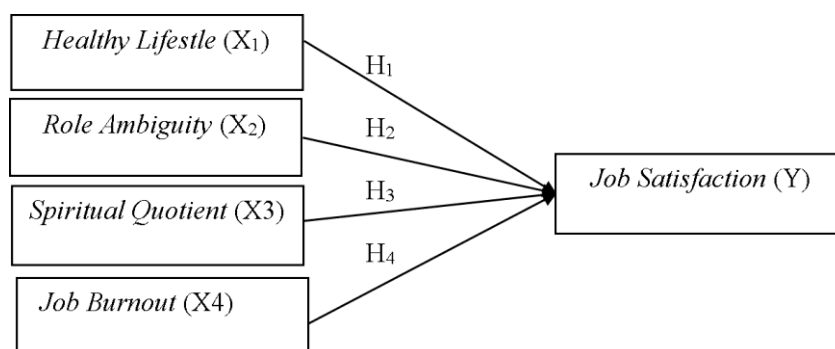 Healthy Lifestle (X₁)
H₁
Role Ambiguity (X₂)
H₂
Job Satisfaction (Y)
Spiritual Quotient (X3)
H₃
Job Burnout (X4)
H₄